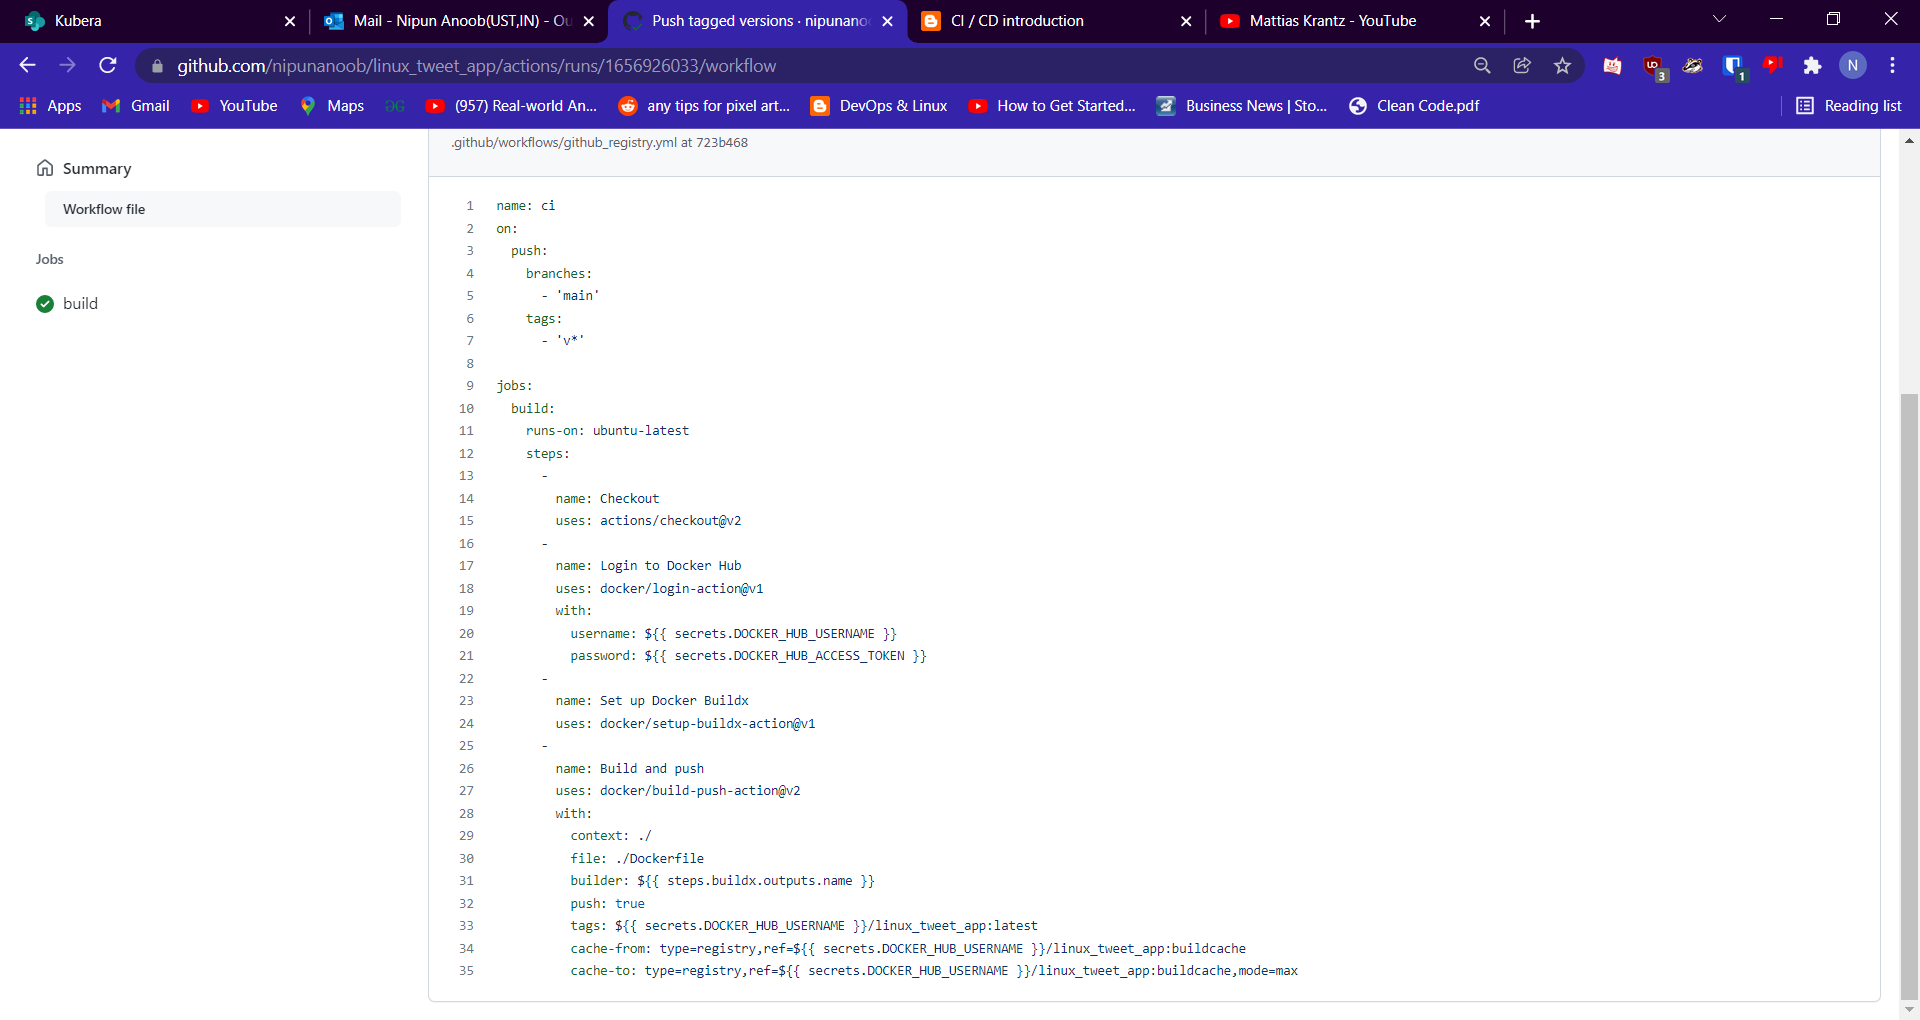 Kubera
Mail - Nipun Anoob(UST,IN) - Ou
Push tagged versions · nipunano
CI / CD introduction
Mattias Krantz - YouTube
github.com/nipunanoob/linux_tweet_app/actions/runs/1656926033/workflow
3
1
N
Apps
Gmail
YouTube
Maps
(957) Real-world An...
any tips for pixel art...
DevOps & Linux
How to Get Started...
Business News | Sto...
Clean Code.pdf
Reading list
Summary
Workflow file
Jobs
build
.github/workflows/github_registry.yml at 723b468
1 name: ci
2 on:
3 push:
4 branches:
5 - 'main'
6 tags:
7 - 'v*'
8
9 jobs:
10 build:
11 runs-on: ubuntu-latest
12 steps:
13 -
14 name: Checkout
15 uses: actions/checkout@v2
16 -
17 name: Login to Docker Hub
18 uses: docker/login-action@v1
19 with:
20 username: ${{ secrets.DOCKER_HUB_USERNAME }}
21 password: ${{ secrets.DOCKER_HUB_ACCESS_TOKEN }}
22 -
23 name: Set up Docker Buildx
24 uses: docker/setup-buildx-action@v1
25 -
26 name: Build and push
27 uses: docker/build-push-action@v2
28 with:
29 context: ./
30 file: ./Dockerfile
31 builder: ${{ steps.buildx.outputs.name }}
32 push: true
33 tags: ${{ secrets.DOCKER_HUB_USERNAME }}/linux_tweet_app:latest
34 cache-from: type=registry,ref=${{ secrets.DOCKER_HUB_USERNAME }}/linux_tweet_app:buildcache
35 cache-to: type=registry,ref=${{ secrets.DOCKER_HUB_USERNAME }}/linux_tweet_app:buildcache,mode=max